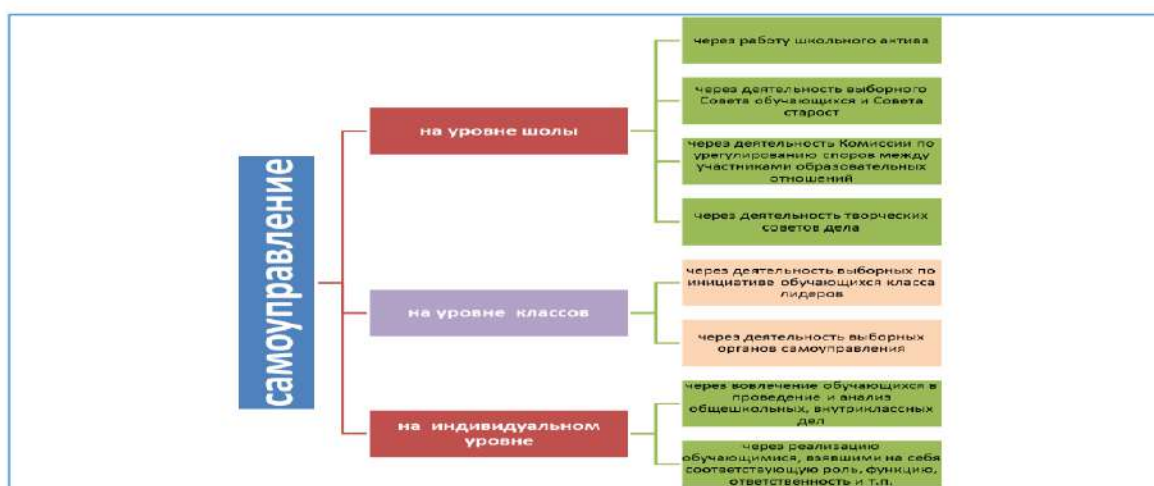 самоуправление
на уровне шолы
через работу школьного актива
через деятельность выборного
Совета обучающихся и Совета
старост
через деятельность Комиссии по
урегулированию споров между
участниками образовательных
отношений
через деятельность творческих
советов дела
на уровне классов
через деятельность выборных по
инициативе обучающихся класса
лидеров
через деятельность выборных
органов самоуправления
на индивидуальном
уровне
через вовлечение обучающихся в
проведение и анализ
общешкольных, внутриклассных
дел
через реализацию
обучающимися, взявшими на себя
соответствующую роль, функцию,
ответственность и т.п.